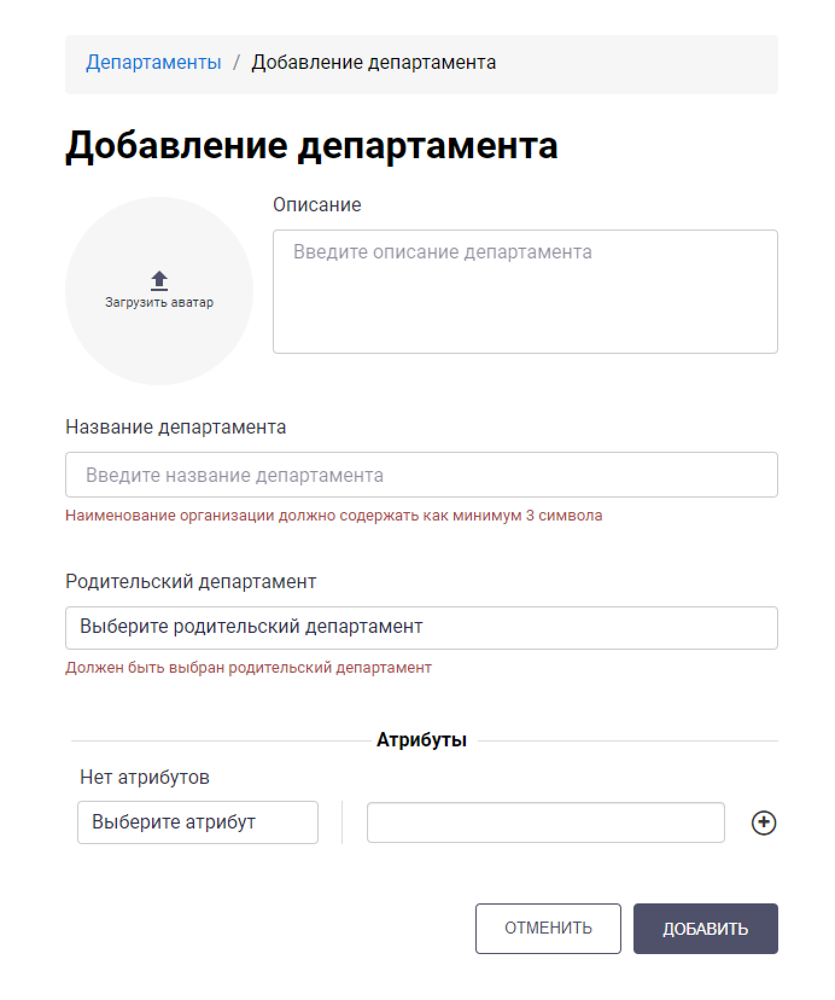 Департаменты / Добавление департамента
Добавление департамента
Описание
Введите описание департамента
Загрузить аватар
Название департамента
Введите название департамента
Наименование организации должно содержать как минимум 3 символа
Родительский департамент
Выберите родительский департамент
Должен быть выбран родительский департамент
Атрибуты
Нет атрибутов
Выберите атрибут
ОТМЕНИТЬ ДОБАВИТЬ